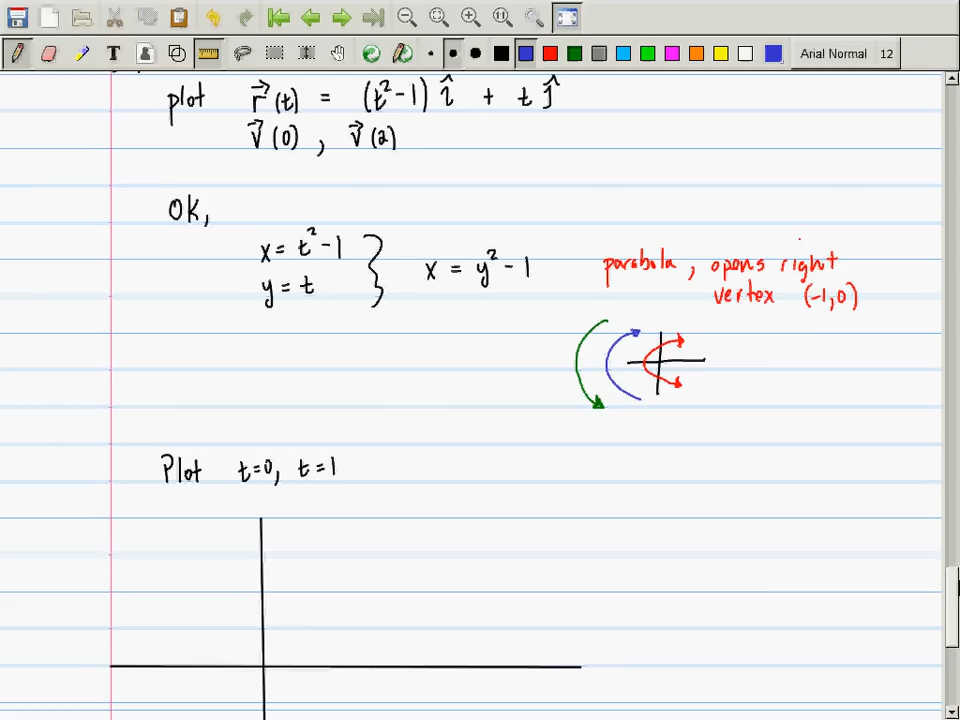 T Arial Normal 12
plot r⃗(t) = (t² - 1) î + t ĵ
v⃗(0), v⃗(2)
OK,
x = t² - 1
y = t
x = y² - 1
parabola, opens right
vertex (-1,0)
Plot t=0, t=1